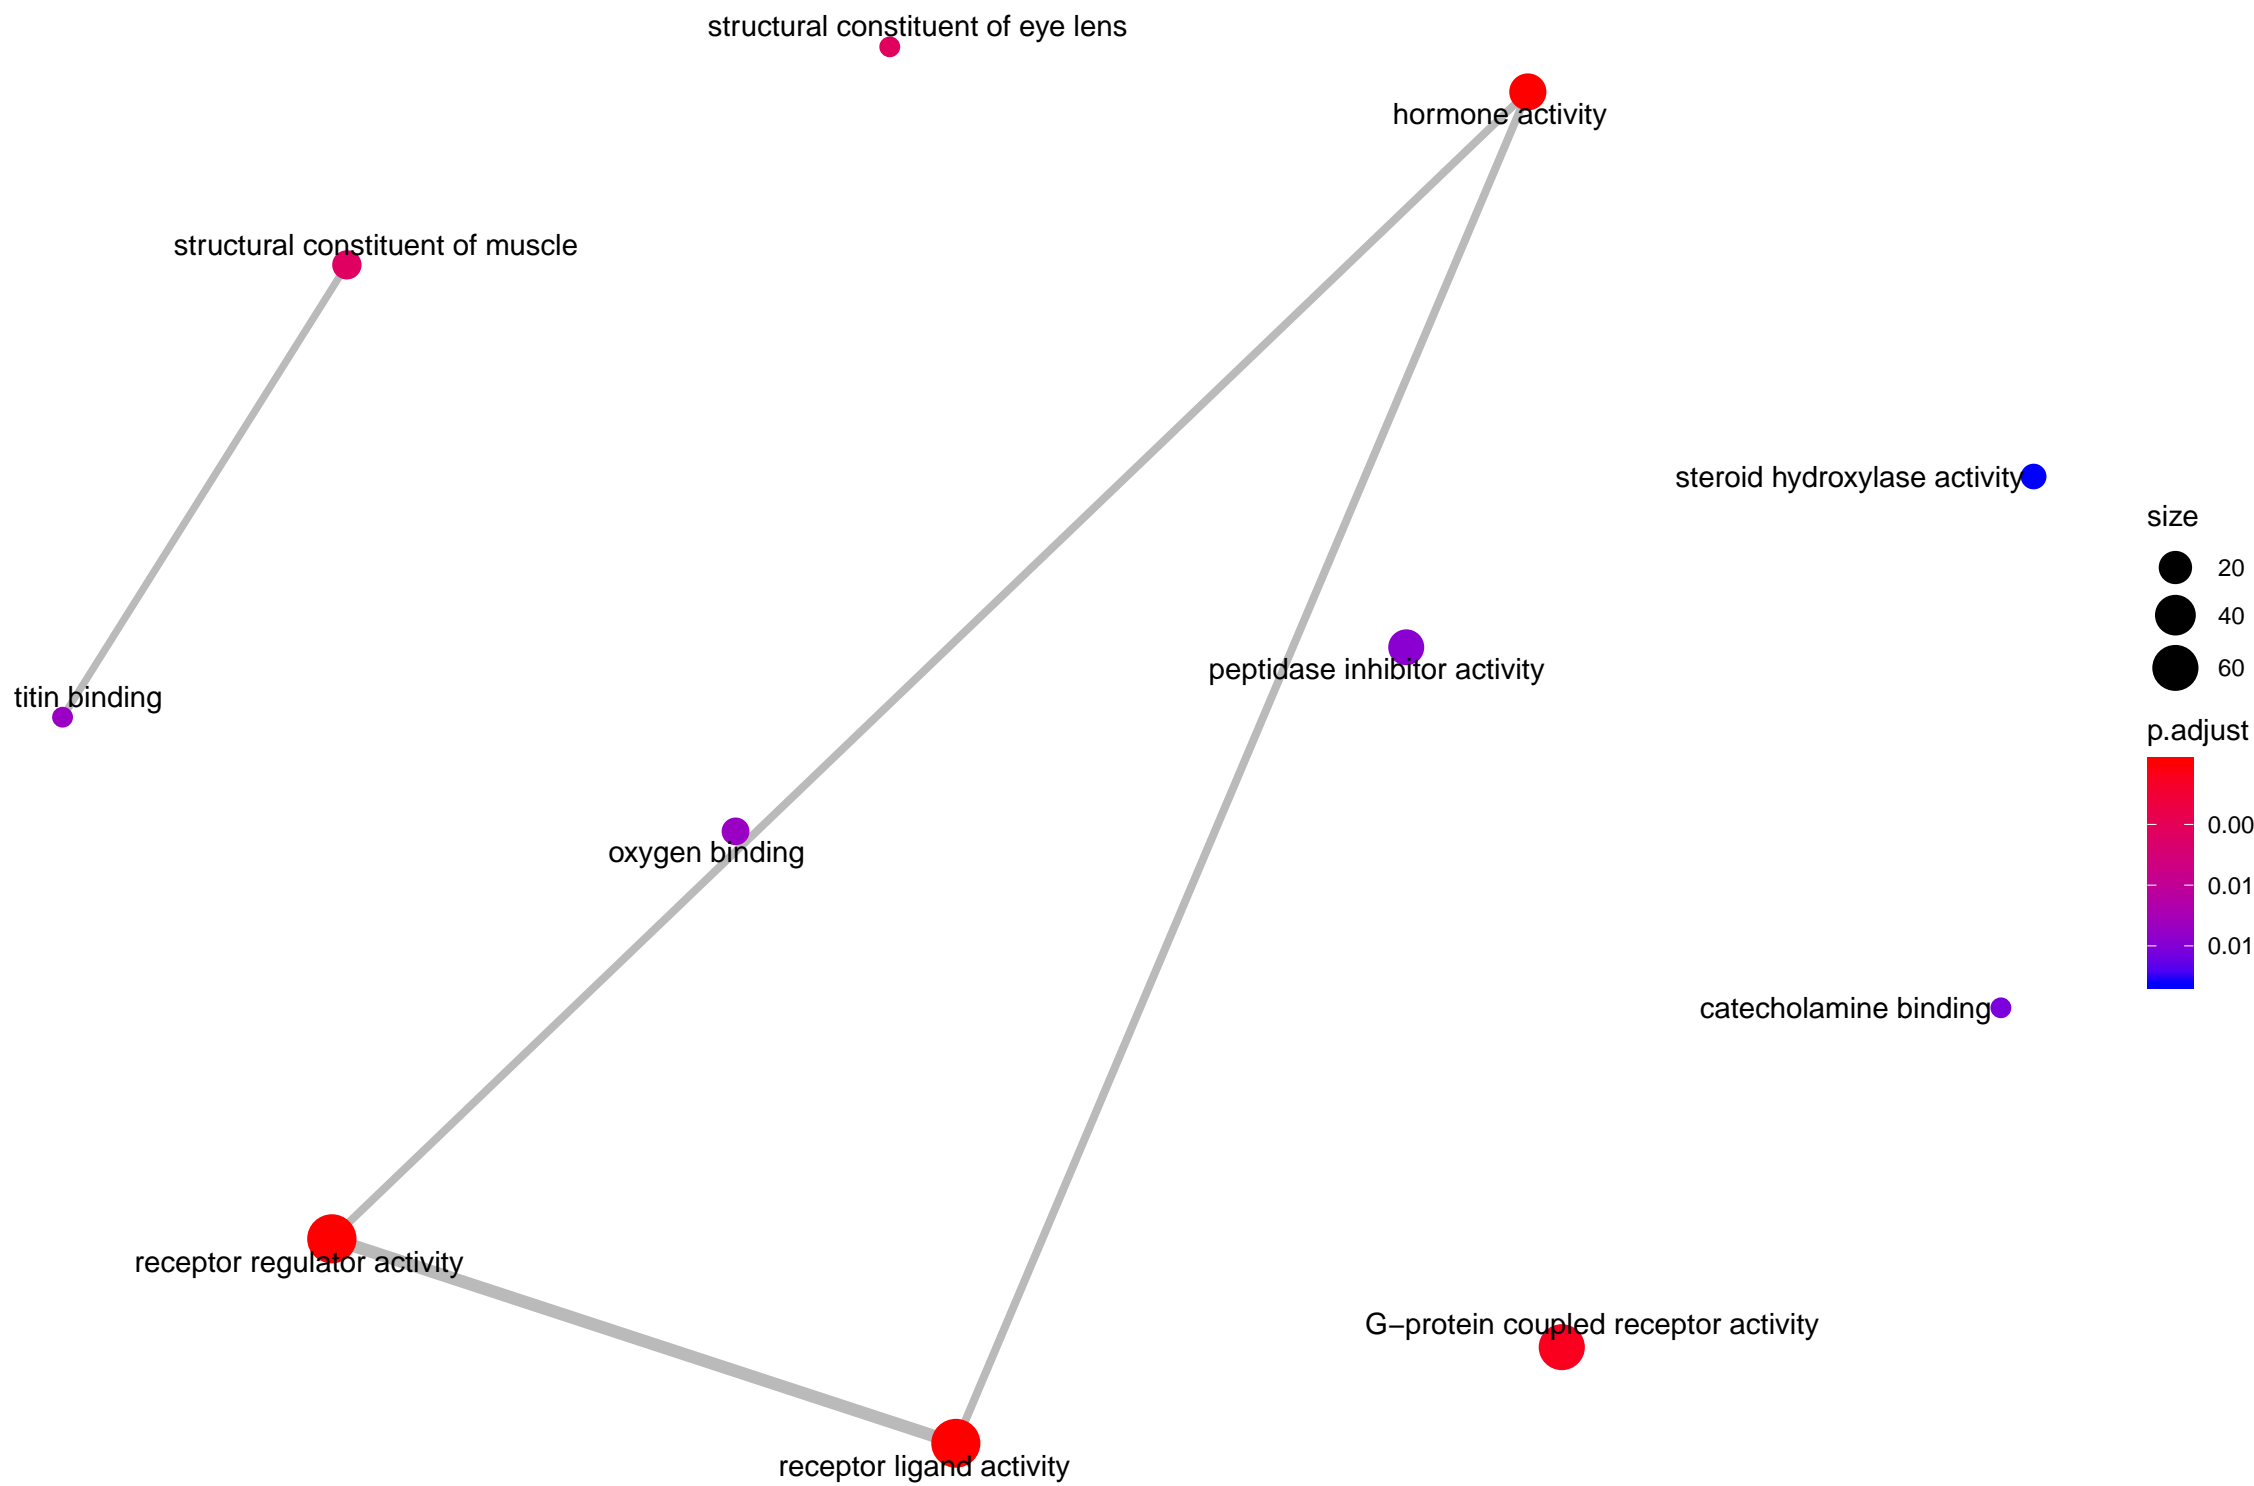 structural constituent of eye lens
hormone activity
structural constituent of muscle
steroid hydroxylase activity
size
20
40
60
peptidase inhibitor activity
titin binding
p.adjust
0.00
0.01
0.01
oxygen binding
catecholamine binding
receptor regulator activity
G−protein coupled receptor activity
receptor ligand activity